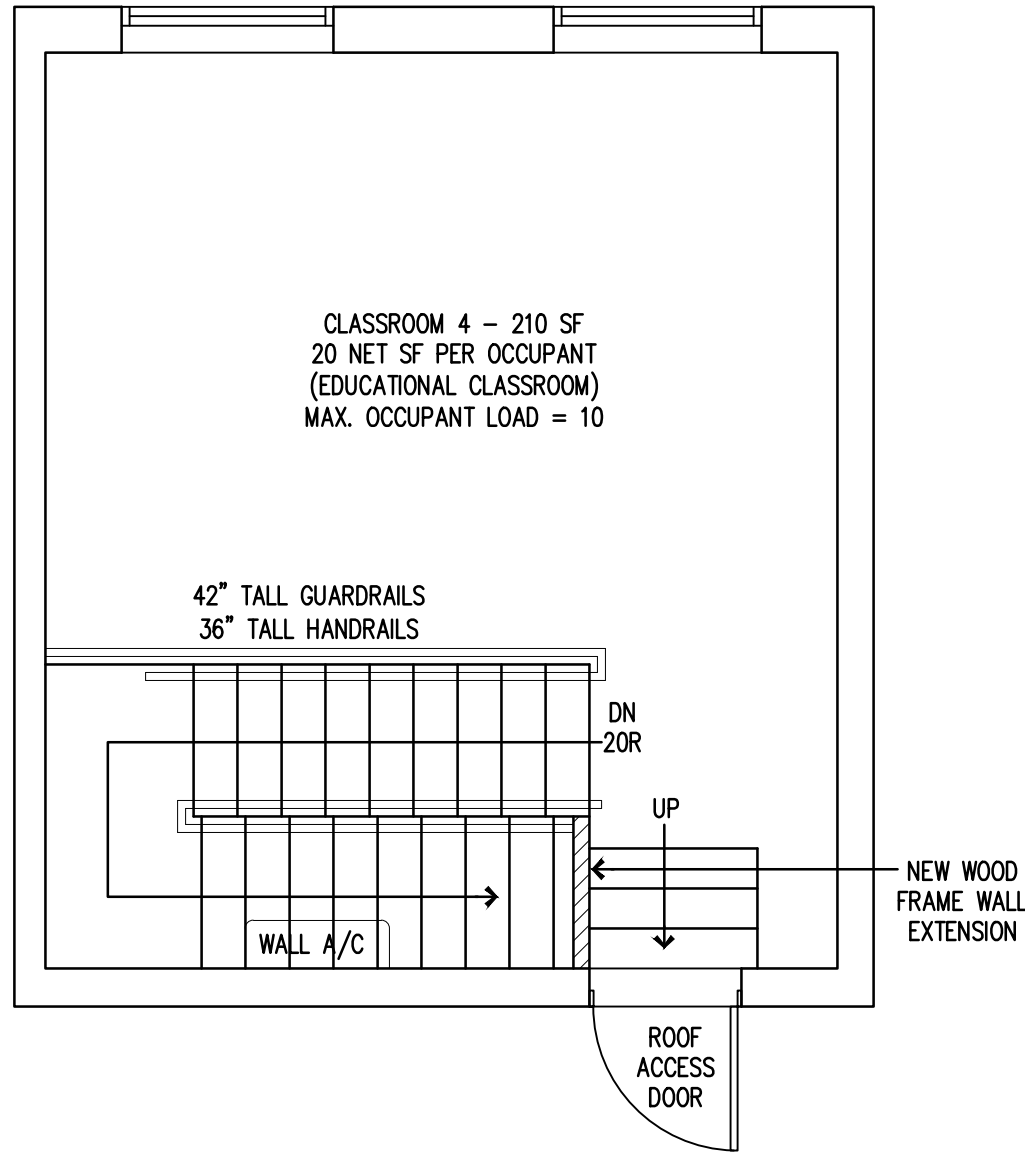 CLASSROOM 4 - 210 SF
20 NET SF PER OCCUPANT
(EDUCATIONAL CLASSROOM)
MAX. OCCUPANT LOAD = 10
42" TALL GUARDRAILS
36" TALL HANDRAILS
DN
20R
UP
NEW WOOD
FRAME WALL
EXTENSION
WALL A/C
ROOF
ACCESS
DOOR